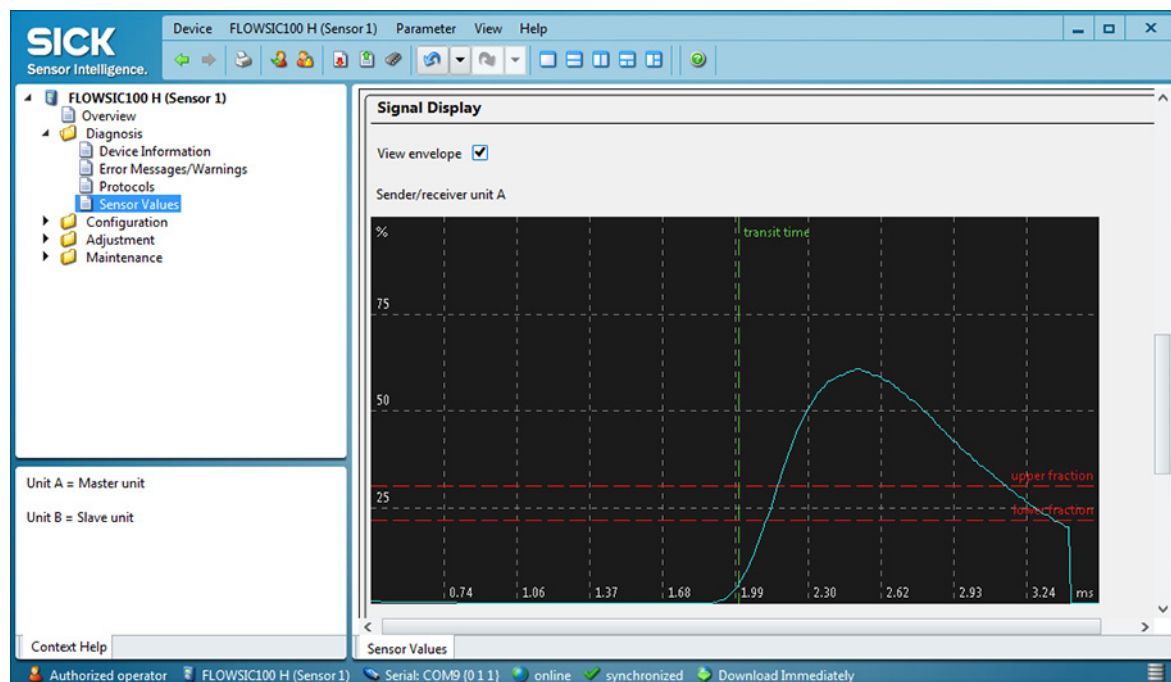 SICK
Sensor Intelligence.
Device FLOWSIC100 H (Sensor 1) Parameter View Help
FLOWSIC100 H (Sensor 1)
Overview
Diagnosis
Device Information
Error Messages/Warnings
Protocols
Sensor Values
Configuration
Adjustment
Maintenance
Unit A = Master unit
Unit B = Slave unit
Context Help
Signal Display
View envelope
Sender/receiver unit A
%
transit time
75
50
upper fraction
25
lower fraction
0.74 1.06 1.37 1.68 1.99 2.30 2.62 2.93 3.24 ms
Sensor Values
Authorized operator FLOWSIC100 H (Sensor 1) Serial: COM9 {0 1 1} online synchronized Download Immediately